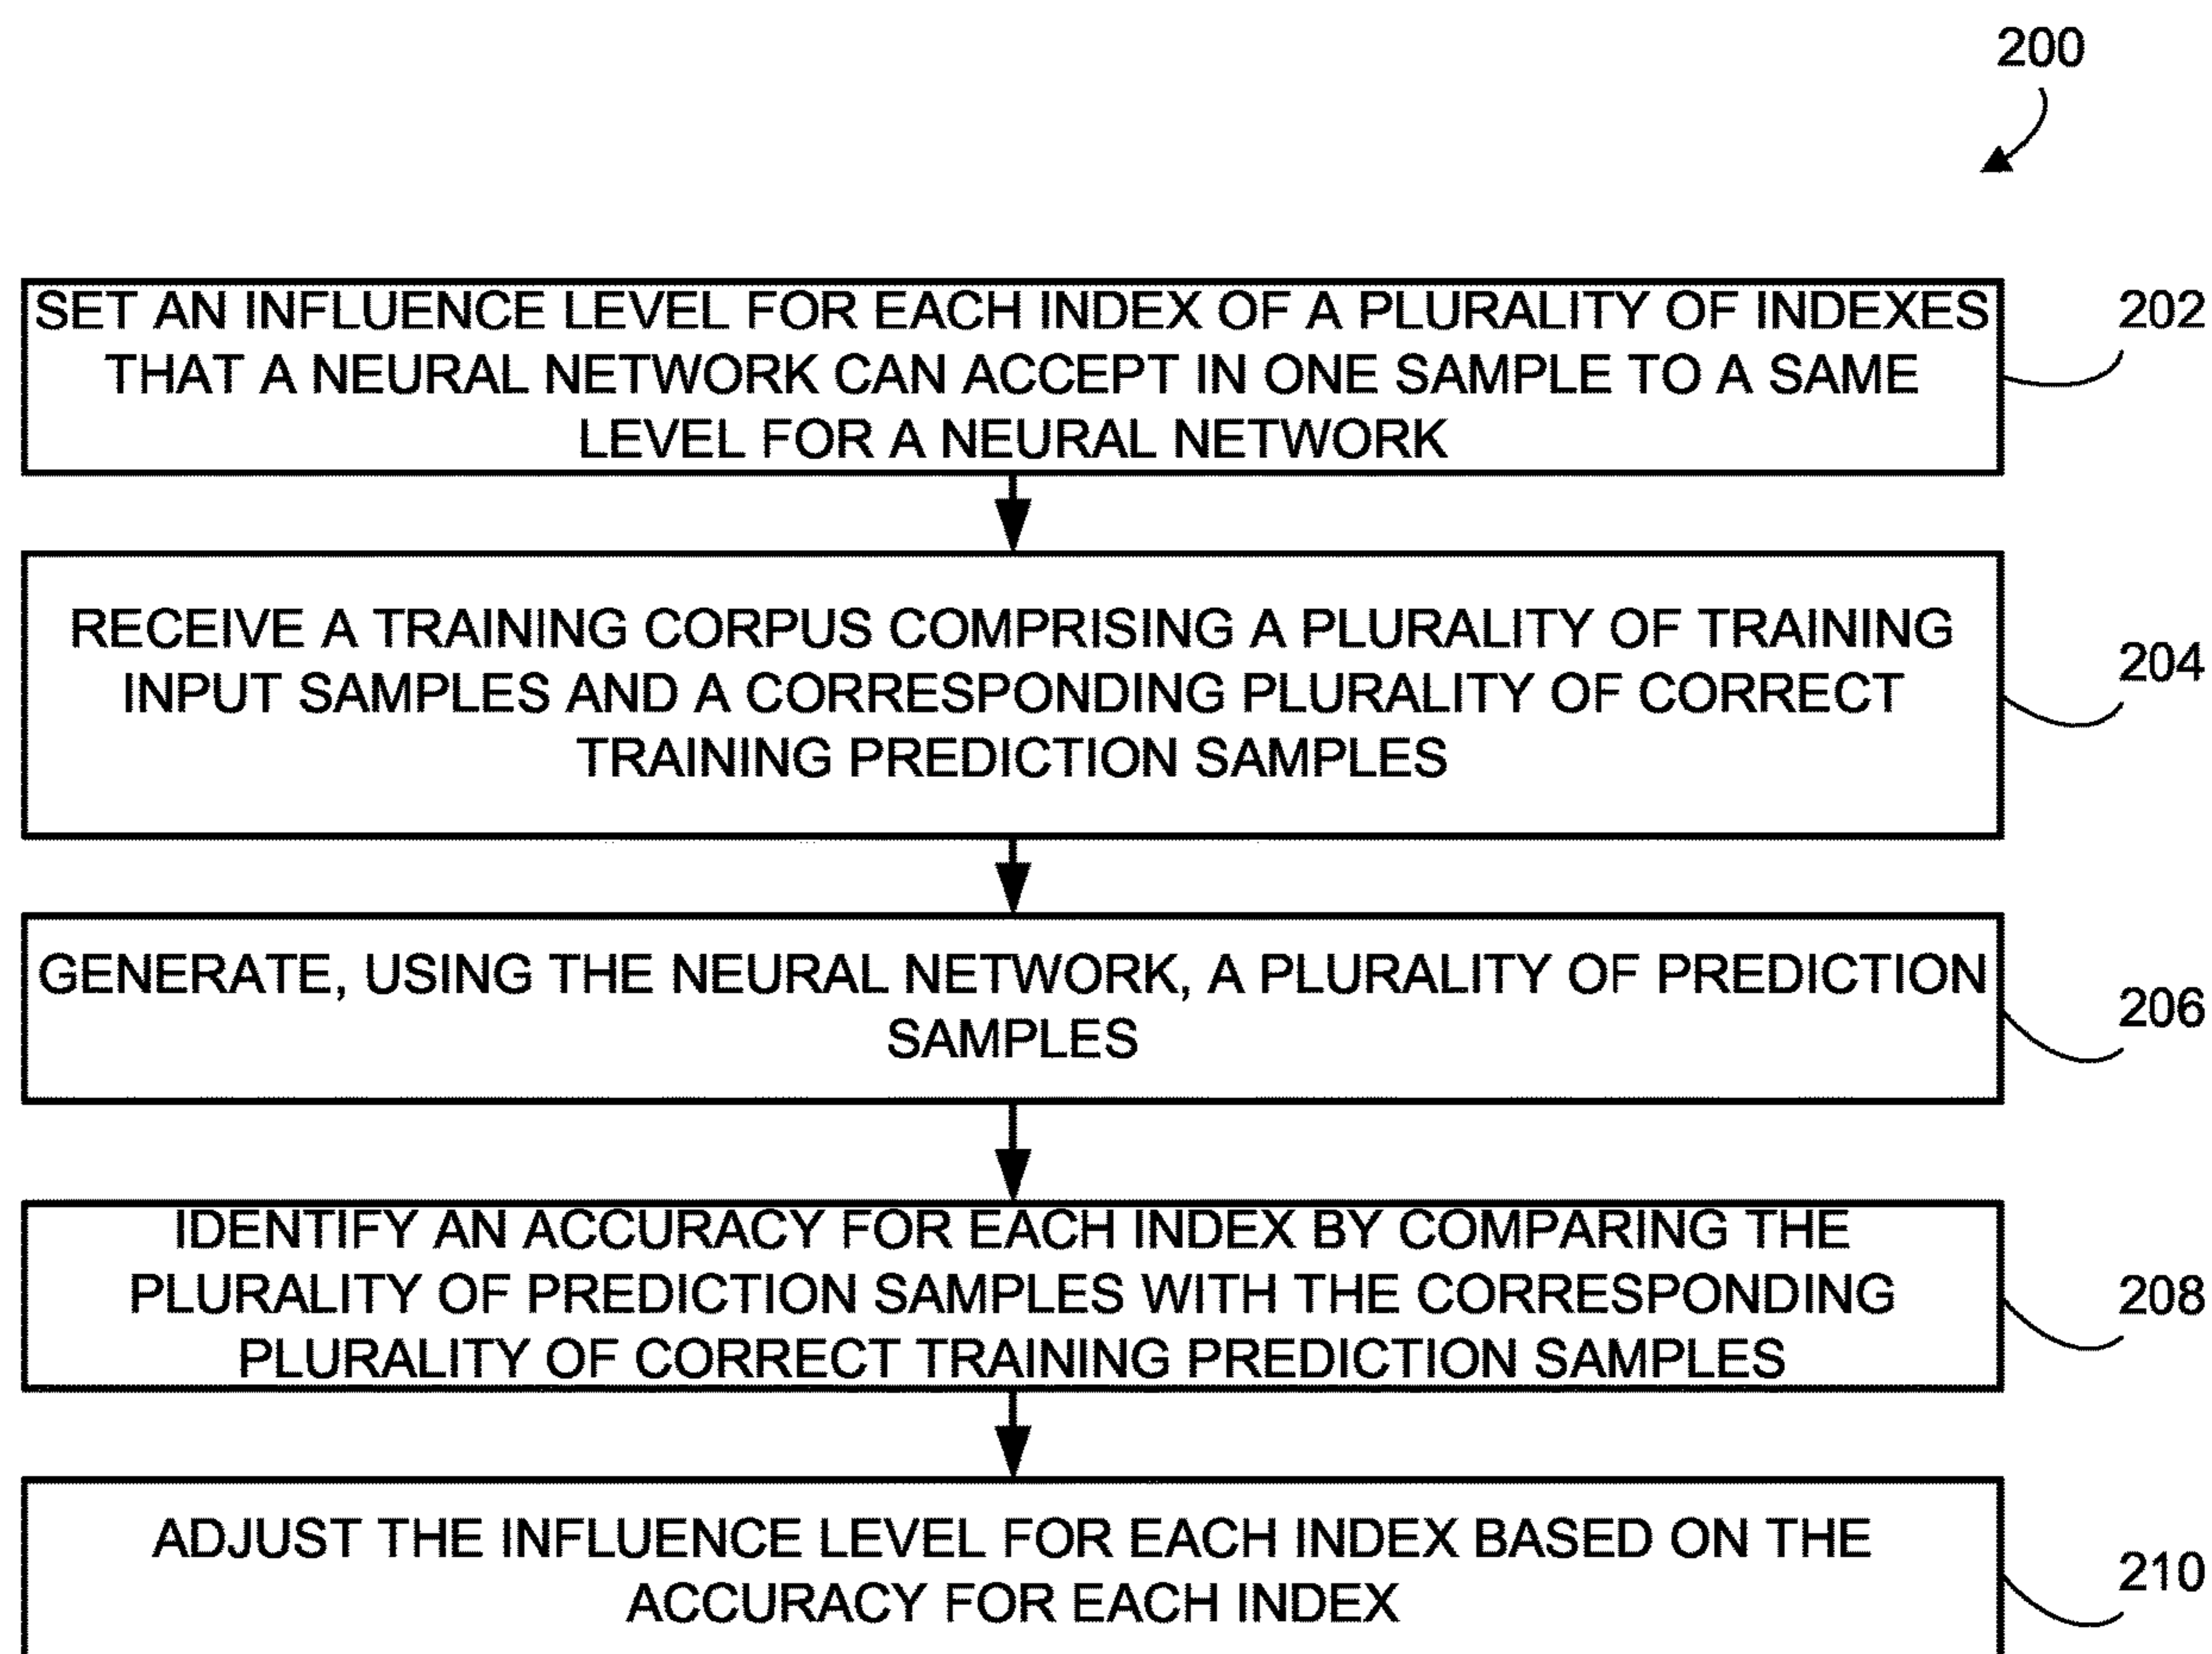 200
SET AN INFLUENCE LEVEL FOR EACH INDEX OF A PLURALITY OF INDEXES
THAT A NEURAL NETWORK CAN ACCEPT IN ONE SAMPLE TO A SAME
LEVEL FOR A NEURAL NETWORK
202
RECEIVE A TRAINING CORPUS COMPRISING A PLURALITY OF TRAINING
INPUT SAMPLES AND A CORRESPONDING PLURALITY OF CORRECT
TRAINING PREDICTION SAMPLES
204
GENERATE, USING THE NEURAL NETWORK, A PLURALITY OF PREDICTION
SAMPLES
206
IDENTIFY AN ACCURACY FOR EACH INDEX BY COMPARING THE
PLURALITY OF PREDICTION SAMPLES WITH THE CORRESPONDING
PLURALITY OF CORRECT TRAINING PREDICTION SAMPLES
208
ADJUST THE INFLUENCE LEVEL FOR EACH INDEX BASED ON THE
ACCURACY FOR EACH INDEX
210